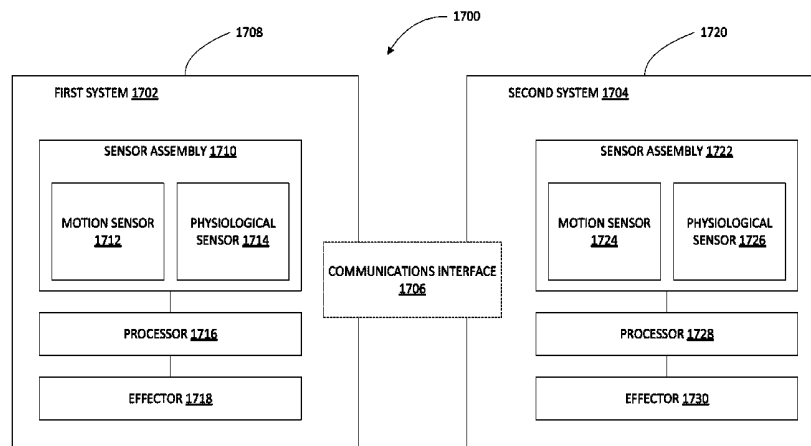 1708
1700
1720
FIRST SYSTEM 1702
SENSOR ASSEMBLY 1710
MOTION SENSOR
1712
PHYSIOLOGICAL
SENSOR 1714
PROCESSOR 1716
EFFECTOR 1718
COMMUNICATIONS INTERFACE
1706
SECOND SYSTEM 1704
SENSOR ASSEMBLY 1722
MOTION SENSOR
1724
PHYSIOLOGICAL
SENSOR 1726
PROCESSOR 1728
EFFECTOR 1730